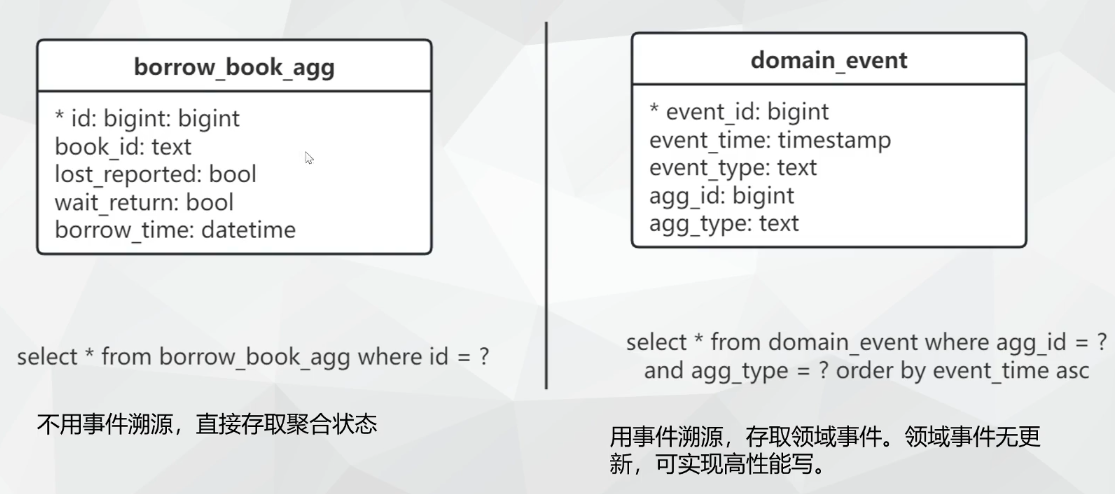 borrow_book_agg
* id: bigint: bigint
book_id: text
lost_reported: bool
wait_return: bool
borrow_time: datetime
select * from borrow_book_agg where id = ?
不用事件溯源，直接存取聚合状态
domain_event
* event_id: bigint
event_time: timestamp
event_type: text
agg_id: bigint
agg_type: text
select * from domain_event where agg_id = ?
and agg_type = ? order by event_time asc
用事件溯源，存取领域事件。领域事件无更
新，可实现高性能写。